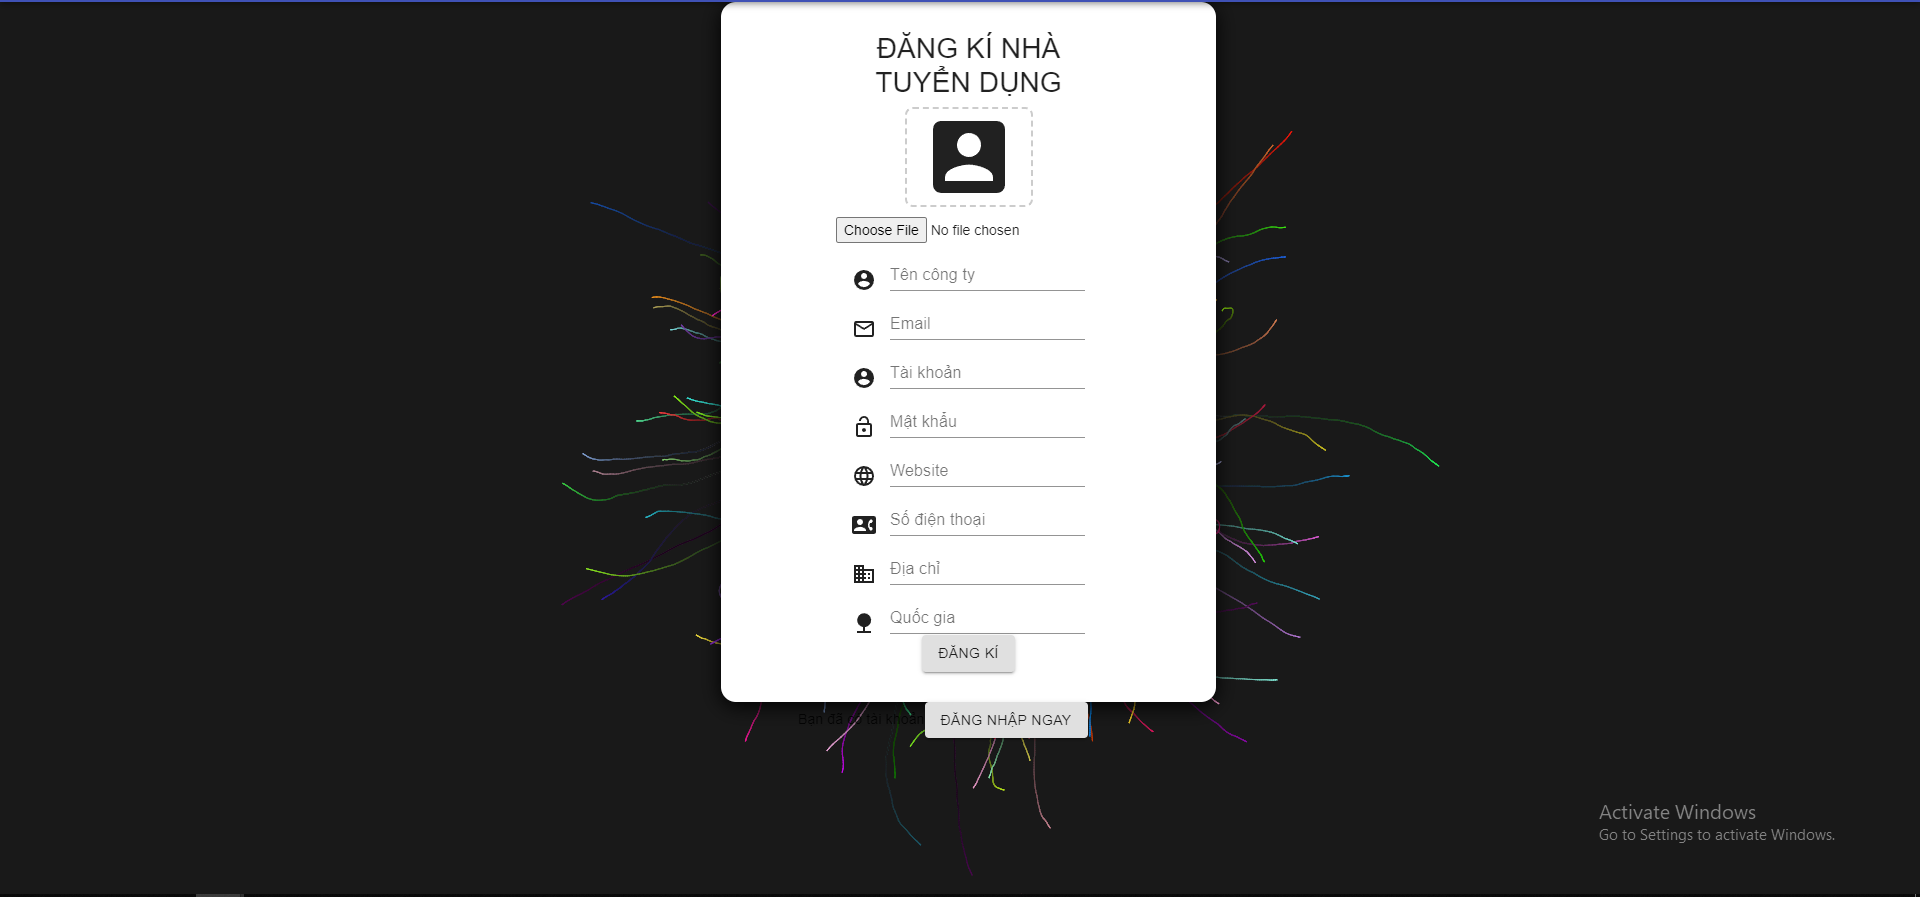 ĐĂNG KÍ NHÀ
TUYỂN DỤNG
Choose File No file chosen
Tên công ty
Email
Tài khoản
Mật khẩu
Website
Số điện thoại
Địa chỉ
Quốc gia
ĐĂNG KÍ
Bạn đã có tài khoản ĐĂNG NHẬP NGAY
Activate Windows
Go to Settings to activate Windows.